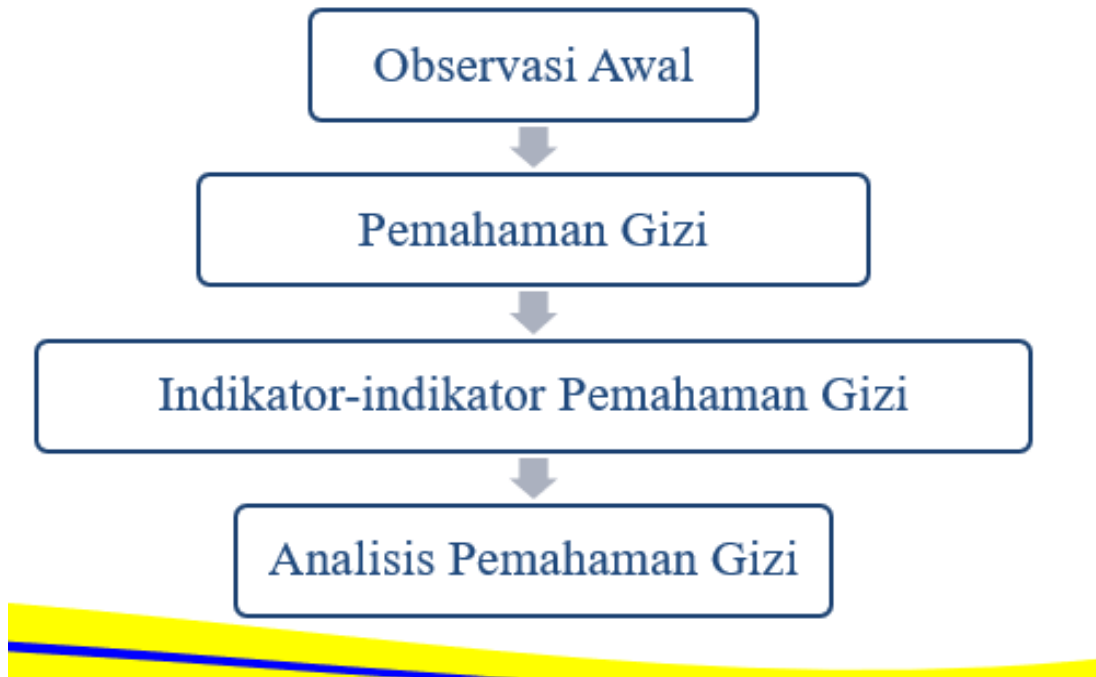 Observasi Awal
Pemahaman Gizi
Indikator-indikator Pemahaman Gizi
Analisis Pemahaman Gizi